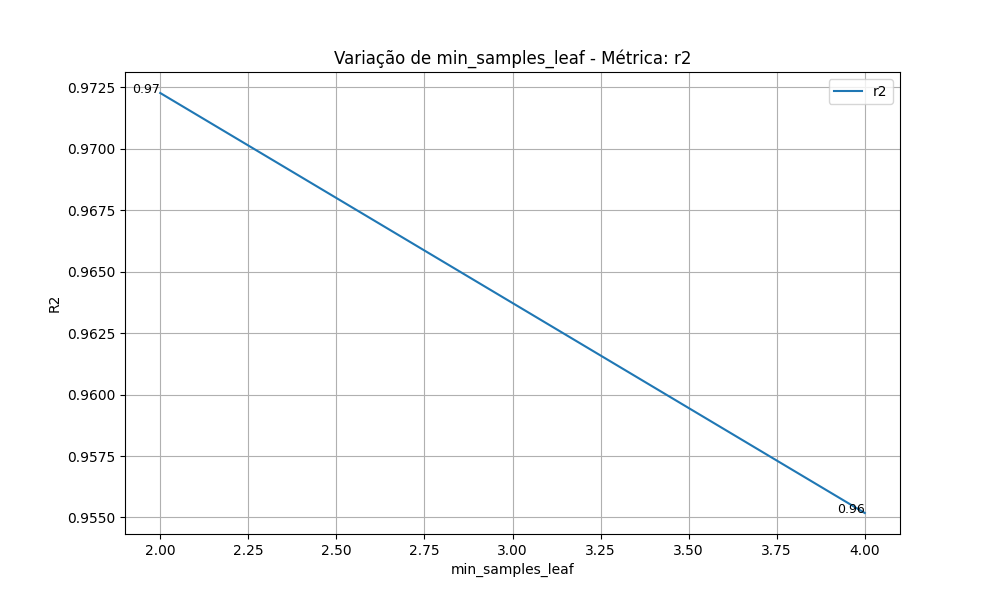 Variação de min_samples_leaf - Métrica: r2
r2
R2
0.9725
0.9700
0.9675
0.9650
0.9625
0.9600
0.9575
0.9550
0.97
0.96
2.00 2.25 2.50 2.75 3.00 3.25 3.50 3.75 4.00
min_samples_leaf